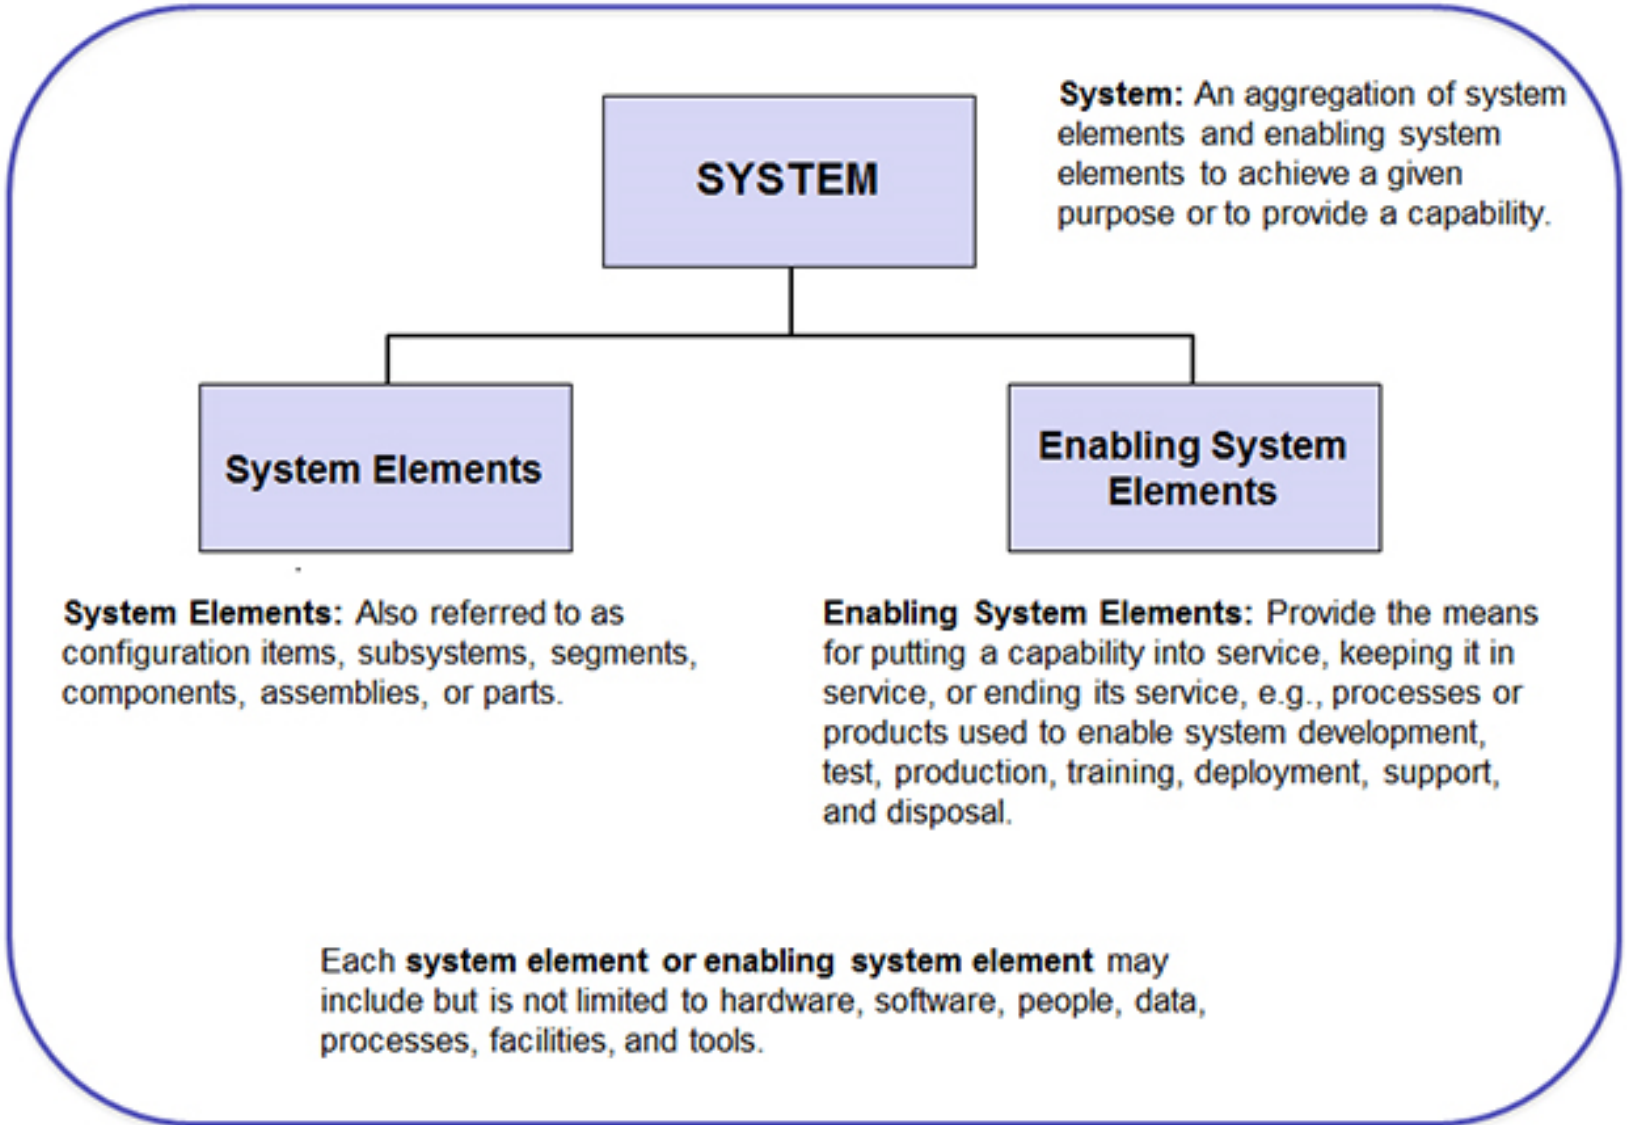 SYSTEM
System: An aggregation of system
elements and enabling system
elements to achieve a given
purpose or to provide a capability.
System Elements
Enabling System
Elements
System Elements: Also referred to as
configuration items, subsystems, segments,
components, assemblies, or parts.
Enabling System Elements: Provide the means
for putting a capability into service, keeping it in
service, or ending its service, e.g., processes or
products used to enable system development,
test, production, training, deployment, support,
and disposal.
Each system element or enabling system element may
include but is not limited to hardware, software, people, data,
processes, facilities, and tools.